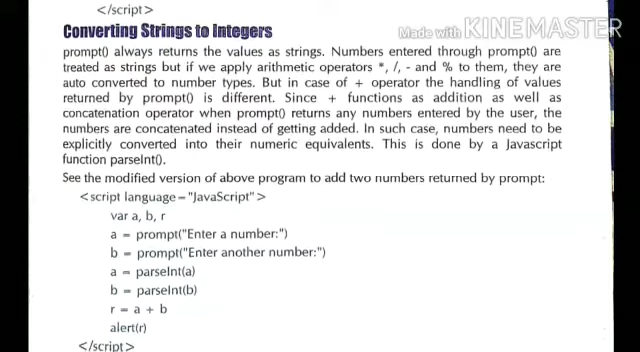 </script>
Converting Strings to Integers
Made with KINEMASTER
prompt() always returns the values as strings. Numbers entered through prompt() are
treated as strings but if we apply arithmetic operators *, /, - and % to them, they are
auto converted to number types. But in case of + operator the handling of values
returned by prompt() is different. Since + functions as addition as well as
concatenation operator when prompt() returns any numbers entered by the user, the
numbers are concatenated instead of getting added. In such case, numbers need to be
explicitly converted into their numeric equivalents. This is done by a Javascript
function parseInt().
See the modified version of above program to add two numbers returned by prompt:
<script language="JavaScript">
var a, b, r
a = prompt("Enter a number:")
b = prompt("Enter another number:")
a = parseInt(a)
b = parseInt(b)
r = a + b
alert(r)
</script>